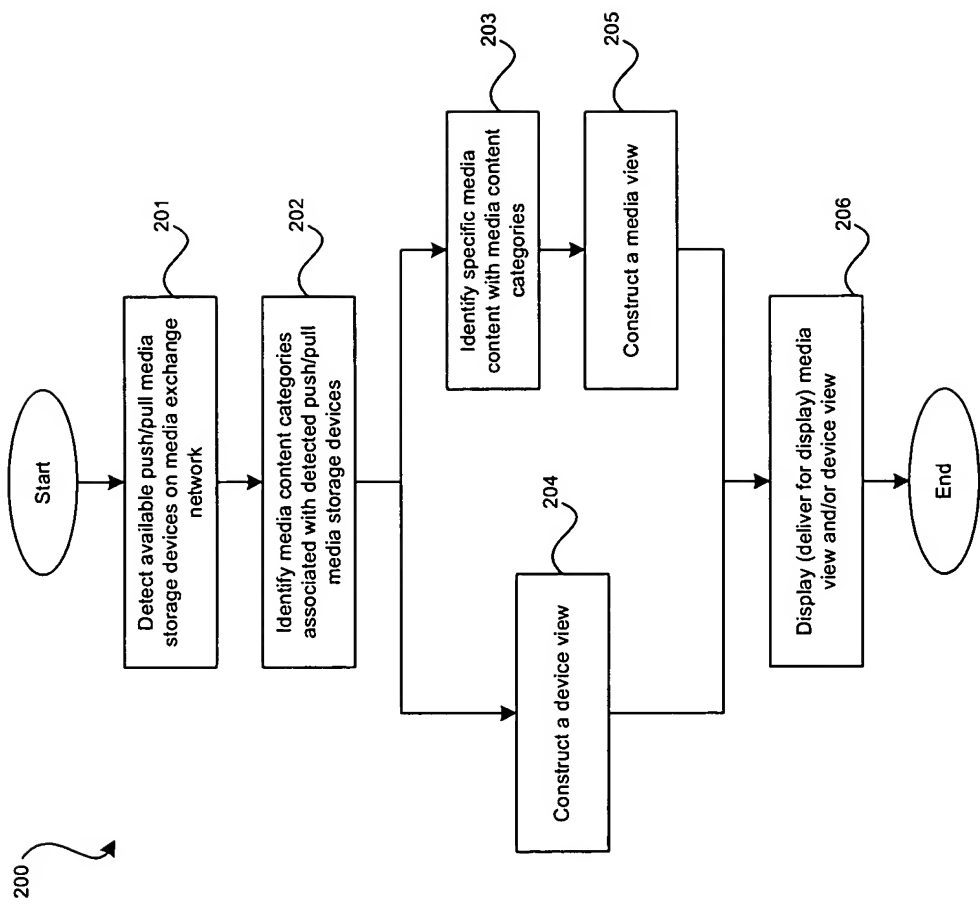 200
Start
Detect available push/pull media
storage devices on media exchange
network
201
Identify media content categories
associated with detected push/pull
media storage devices
202
Identify specific media
content with media content
categories
203
Construct a device view
204
Construct a media view
205
Display (deliver for display) media
view and/or device view
206
End